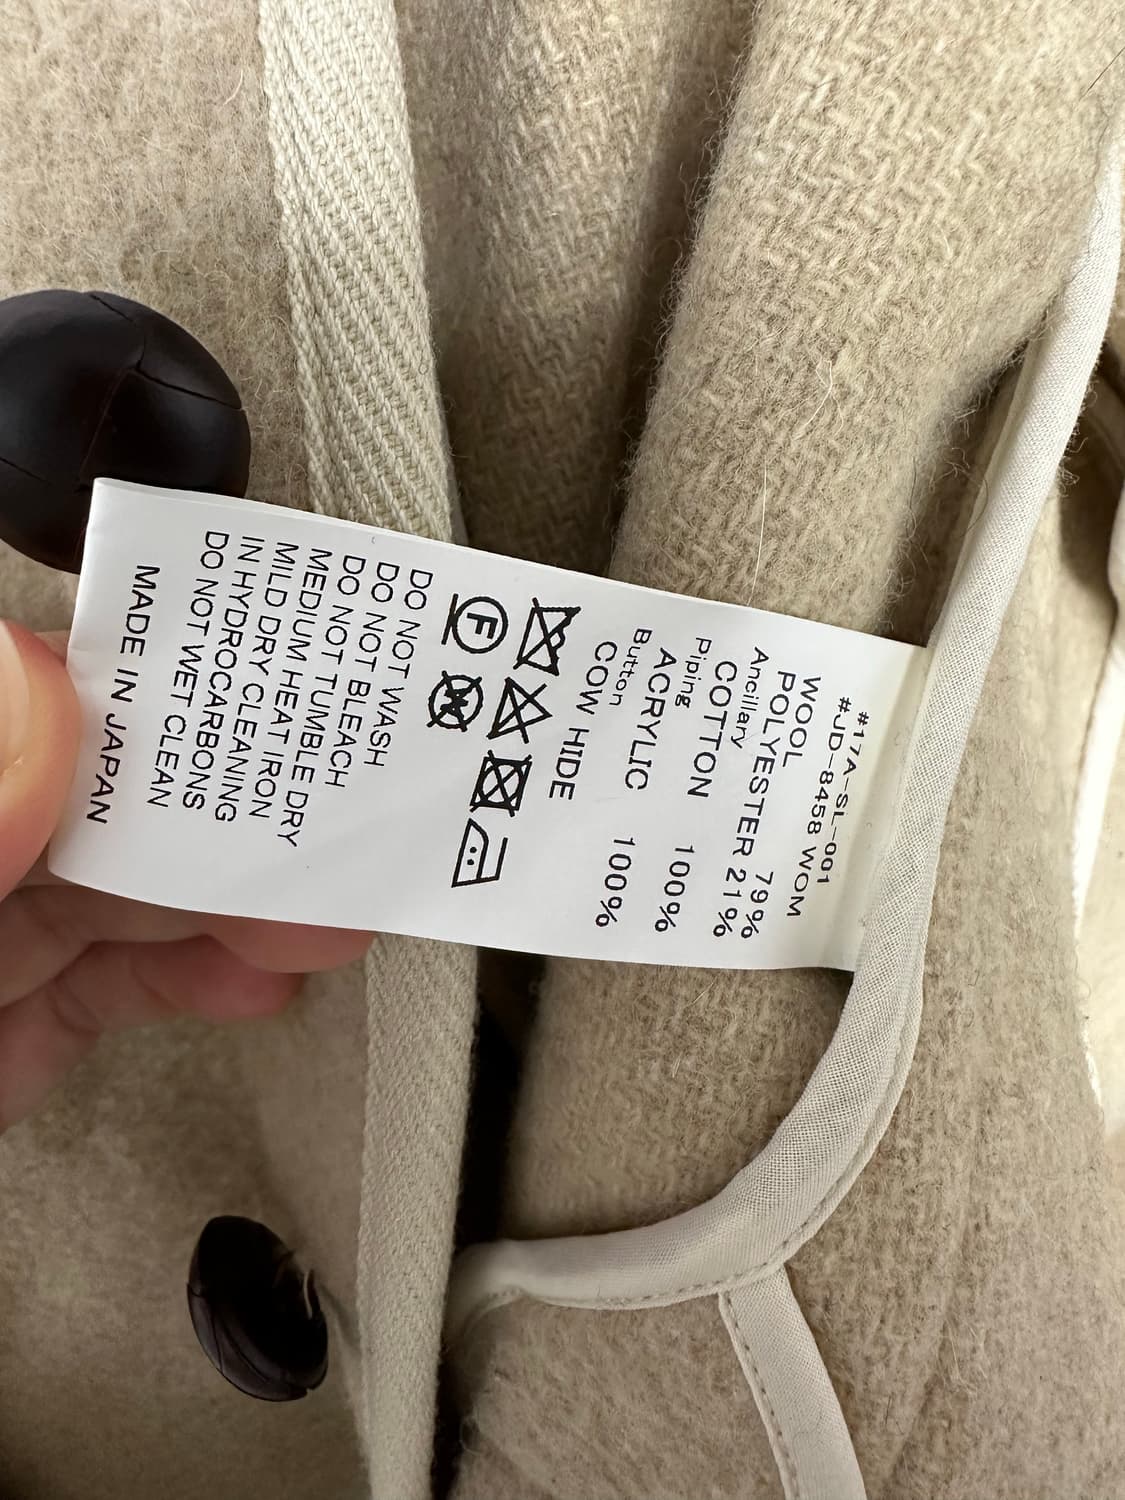 #17A-SL-001
#JD-8458 WOM
WOOL 79%
POLYESTER 21%
Ancillary
COTTON 100%
Piping
ACRYLIC 100%
Button
COW HIDE
F
W
DO NOT WASH
DO NOT BLEACH
DO NOT TUMBLE DRY
MEDIUM HEAT IRON
MILD DRY CLEANING
IN HYDROCARBONS
DO NOT WET CLEAN
MADE IN JAPAN